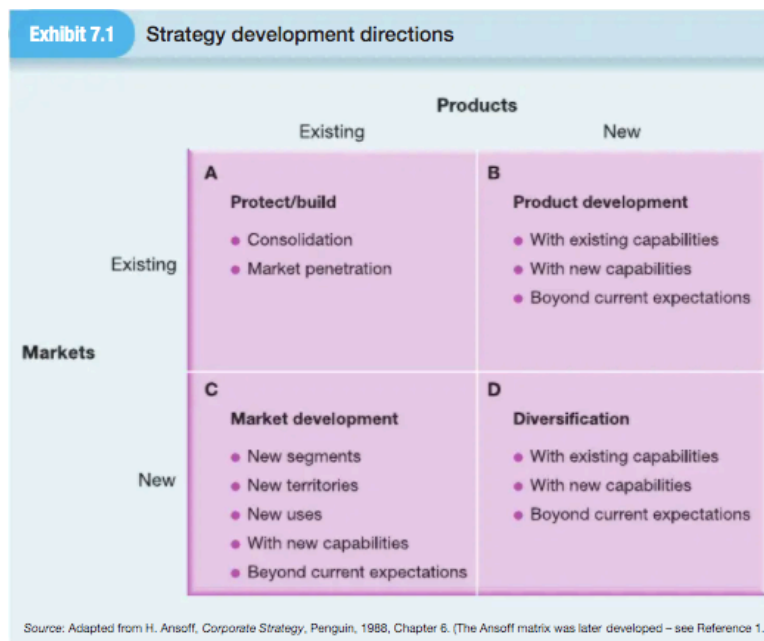 Exhibit 7.1 Strategy development directions
Products
Existing New
A
Protect/build
• Consolidation
• Market penetration
B
Product development
• With existing capabilities
• With new capabilities
• Boyond current expectations
Existing
Markets
C
Market development
• New segments
• New territories
• New uses
• With new capabilities
• Beyond current expectations
D
Diversification
• With existing capabilities
• With new capabilities
• Boyond current expectations
New
Source: Adapted from H. Ansoff, Corporate Strategy, Penguin, 1988, Chapter 6. (The Ansoff matrix was later developed – see Reference 1.